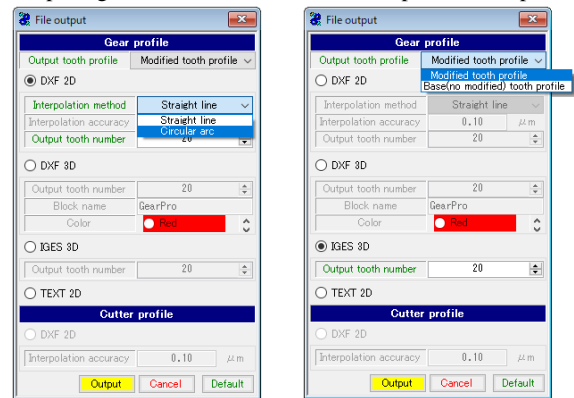 File output
Gear profile
Output tooth profile Modified tooth profile
DXF 2D
Interpolation method Straight line
Straight line
Interpolation accuracy
Circular arc
Output tooth number 20
DXF 3D
Output tooth number 20
Block name GearPro
Color Red
IGES 3D
Output tooth number 20
TEXT 2D
Cutter profile
DXF 2D
Interpolation accuracy 0.10 μm
Output Cancel Default
File output
Gear profile
Output tooth profile Modified tooth profile
Modified tooth profile
Base(no modified) tooth profile
DXF 2D
Interpolation method Straight line
Interpolation accuracy 0.10 μm
Output tooth number 20
DXF 3D
Output tooth number 20
Block name GearPro
Color Red
IGES 3D
Output tooth number 20
TEXT 2D
Cutter profile
DXF 2D
Interpolation accuracy 0.10 μm
Output Cancel Default